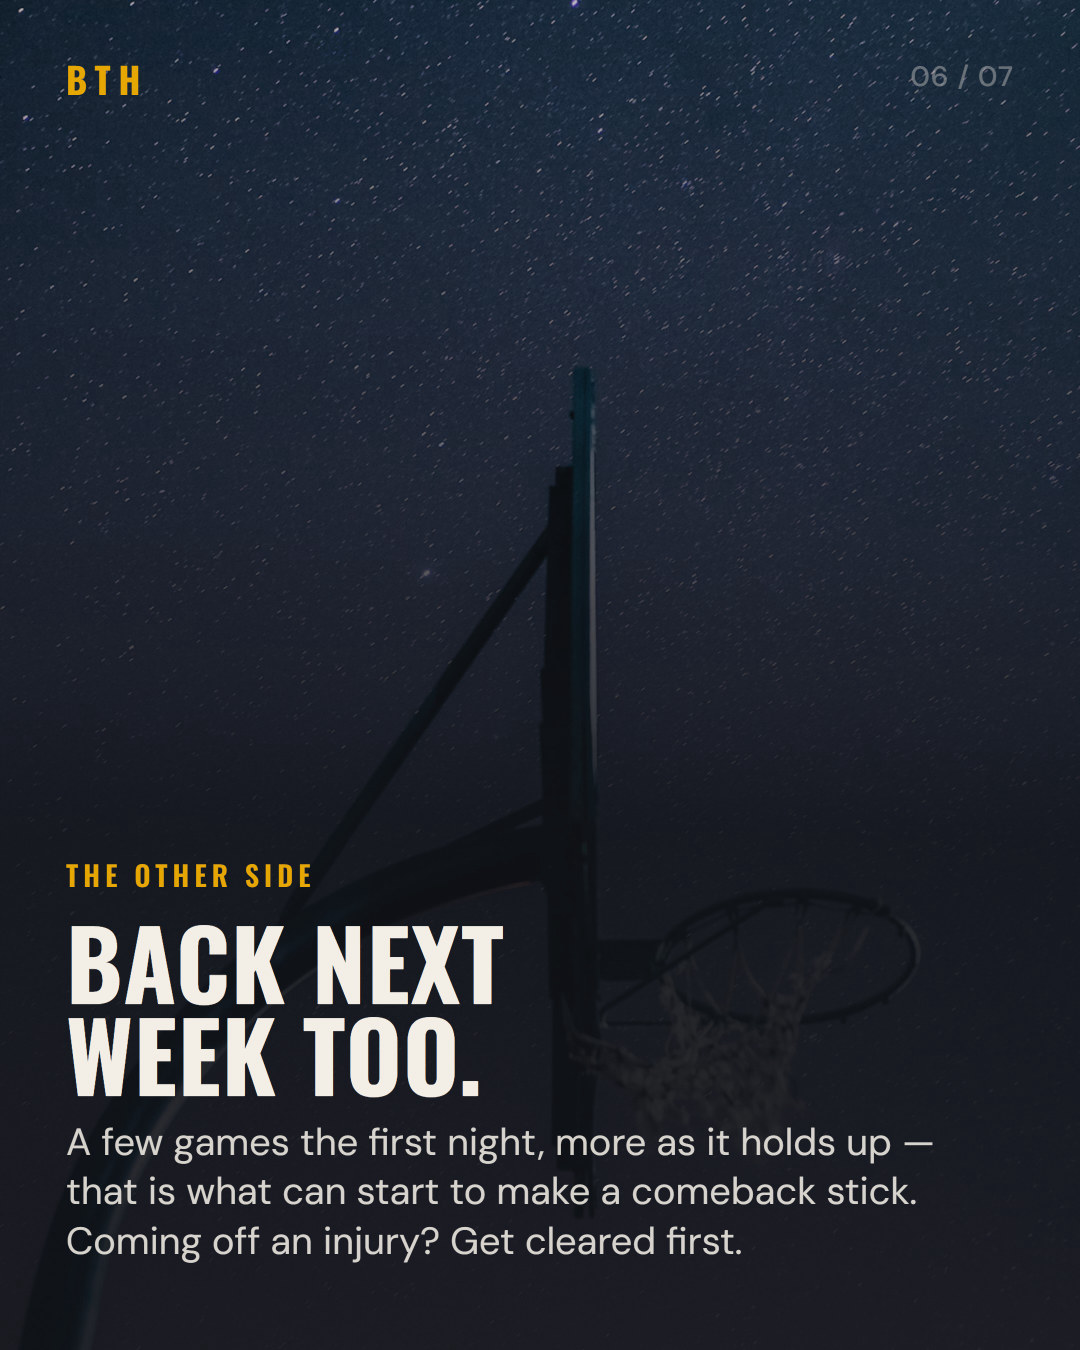 BTH
06 / 07
THE OTHER SIDE
BACK NEXT
WEEK TOO.
A few games the first night, more as it holds up —
that is what can start to make a comeback stick.
Coming off an injury? Get cleared first.